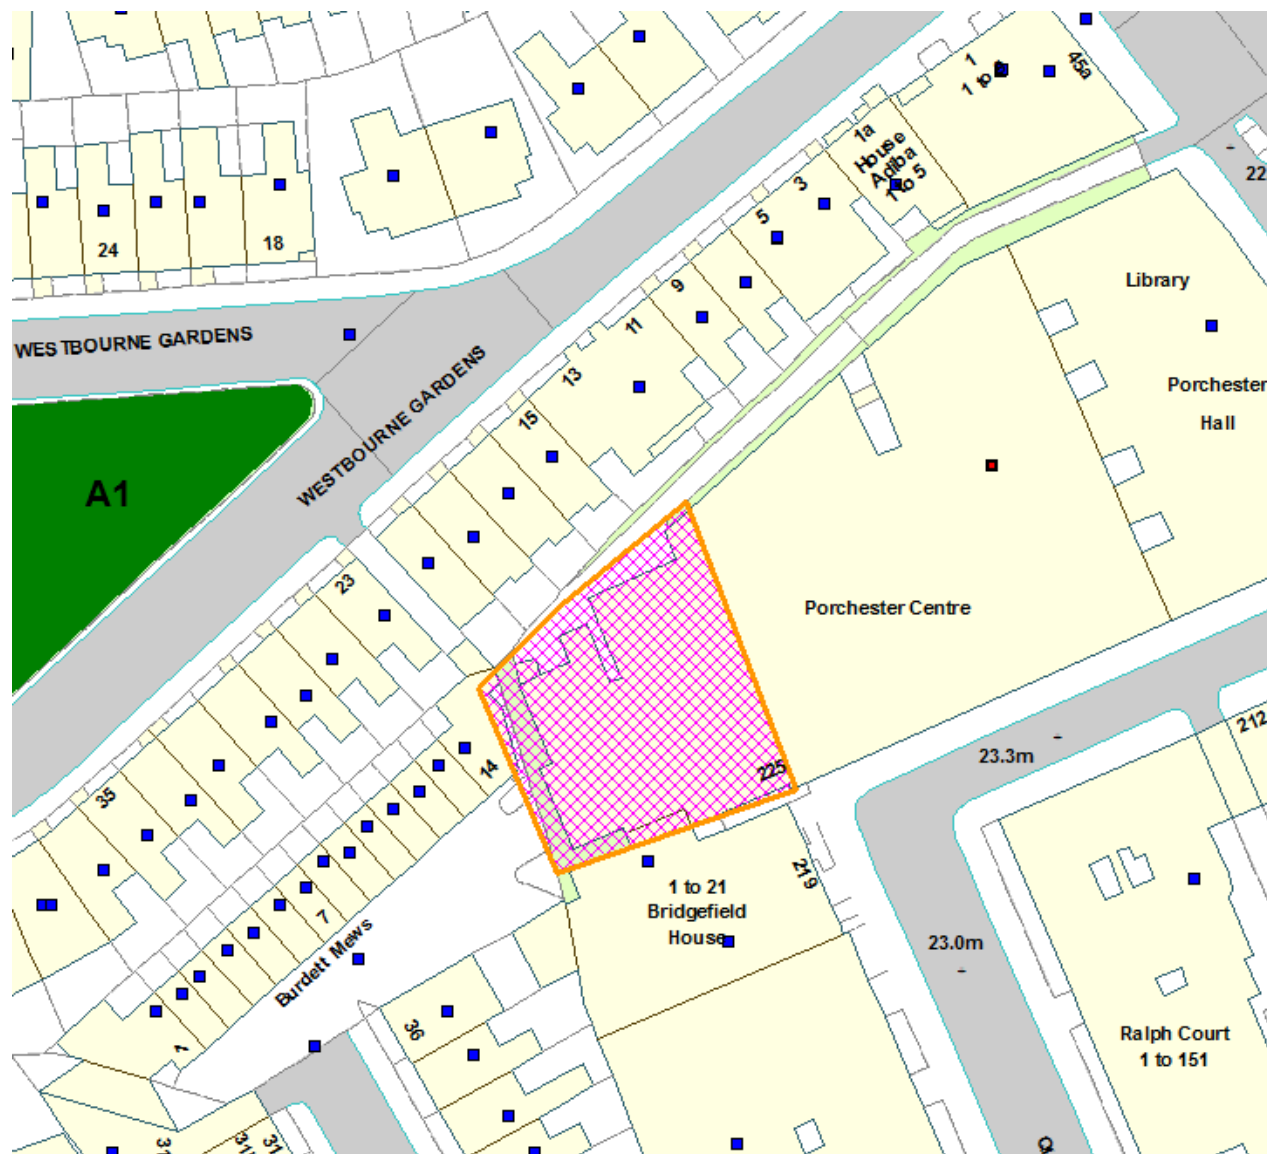 1
1 to
45a
1a
House
Adiba
1 to 5
22
3
5
24
18
Library
9
WESTBOURNE GARDENS
11
WESTBOURNE GARDENS
13
Porchester
Hall
15
A1
23
Porchester Centre
212
23.3m
225
14
35
219
1 to 21
Bridgefield
House
7
23.0m
Burdett Mews
36
Ralph Court
1 to 151
31
31